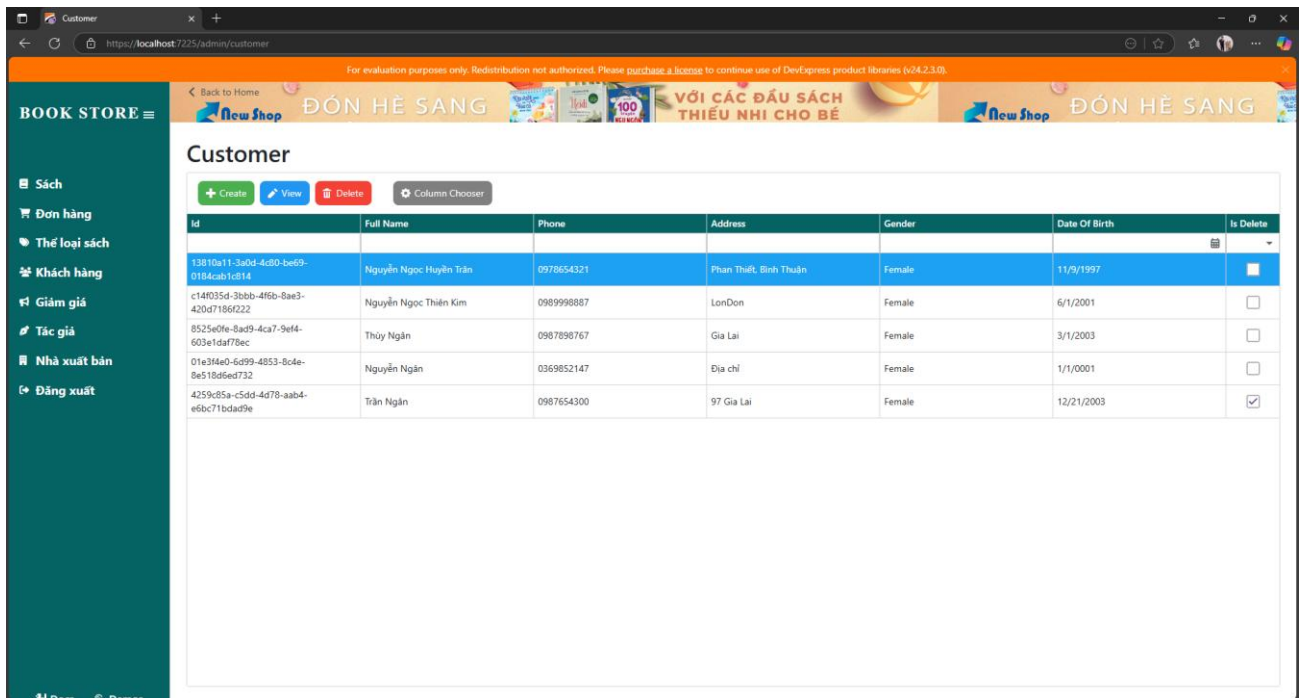 Customer
https://localhost:7225/admin/customer
For evaluation purposes only. Redistribution not authorized. Please purchase a license to continue use of DevExpress product libraries (v24.2.3.0).
BOOK STORE
Back to Home
New Shop
ĐÓN HÈ SANG
Heidi
100
VỚI CÁC ĐẦU SÁCH
THIẾU NHI CHO BÉ
New Shop
ĐÓN HÈ SANG
Customer
Sách
Đơn hàng
Thể loại sách
Khách hàng
Giảm giá
Tác giả
Nhà xuất bản
Đăng xuất
Create View Delete Column Chooser
Id Full Name Phone Address Gender Date Of Birth Is Delete
13810a11-3a0d-4c80-be69-0184cab1c814 Nguyễn Ngọc Huyền Trân 0978654321 Phan Thiết, Bình Thuận Female 11/9/1997
c14f035d-3bbb-4f6b-8ae3-420d7186f222 Nguyễn Ngọc Thiên Kim 0989998887 LonDon Female 6/1/2001
8525e0fe-8ad9-4ca7-9ef4-603e1daf78ec Thùy Ngân 0987898767 Gia Lai Female 3/1/2003
01e3f4e0-6d99-4853-8c4e-8e518d6ed732 Nguyễn Ngân 0369852147 Địa chỉ Female 1/1/0001
4259c85a-c5dd-4d78-aab4-e6bc71bdad9e Trần Ngân 0987654300 97 Gia Lai Female 12/21/2003